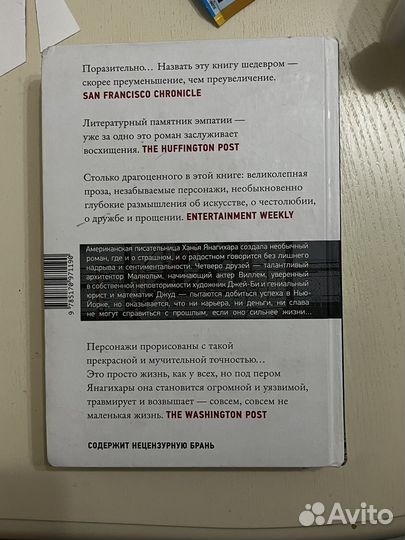 Поразительно... Назвать эту книгу шедевром —
скорее преуменьшение, чем преувеличение.
SAN FRANCISCO CHRONICLE
Литературный памятник эмпатии —
уже за одно это роман заслуживает
восхищения. THE HUFFINGTON POST
Столько драгоценного в этой книге: великолепная
проза, незабываемые персонажи, необыкновенно
глубокие размышления об искусстве, о честолюбии,
о дружбе и прощении. ENTERTAINMENT WEEKLY
Американская писательница Ханья Янагихара создала необычный
роман, где и о страшном, и о радостном говорится без лишнего
надрыва и сентиментальности. Четверо друзей — талантливый
архитектор Малкольм, начинающий актер Виллем, уверенный
в собственной неповторимости художник Джей-Би и гениальный
юрист и математик Джуд — пытаются добиться успеха в Нью-
Йорке, но оказывается, что ни карьера, ни деньги, ни слава
не могут справиться с прошлым, если оно сильнее жизни...
9 785170 971190
Персонажи прорисованы с такой
прекрасной и мучительной точностью...
Это просто жизнь, как у всех, но под пером
Янагихары она становится огромной и уязвимой,
травмирует и возвышает — совсем, совсем не
маленькая жизнь. THE WASHINGTON POST
СОДЕРЖИТ НЕЦЕНЗУРНУЮ БРАНЬ
Avito